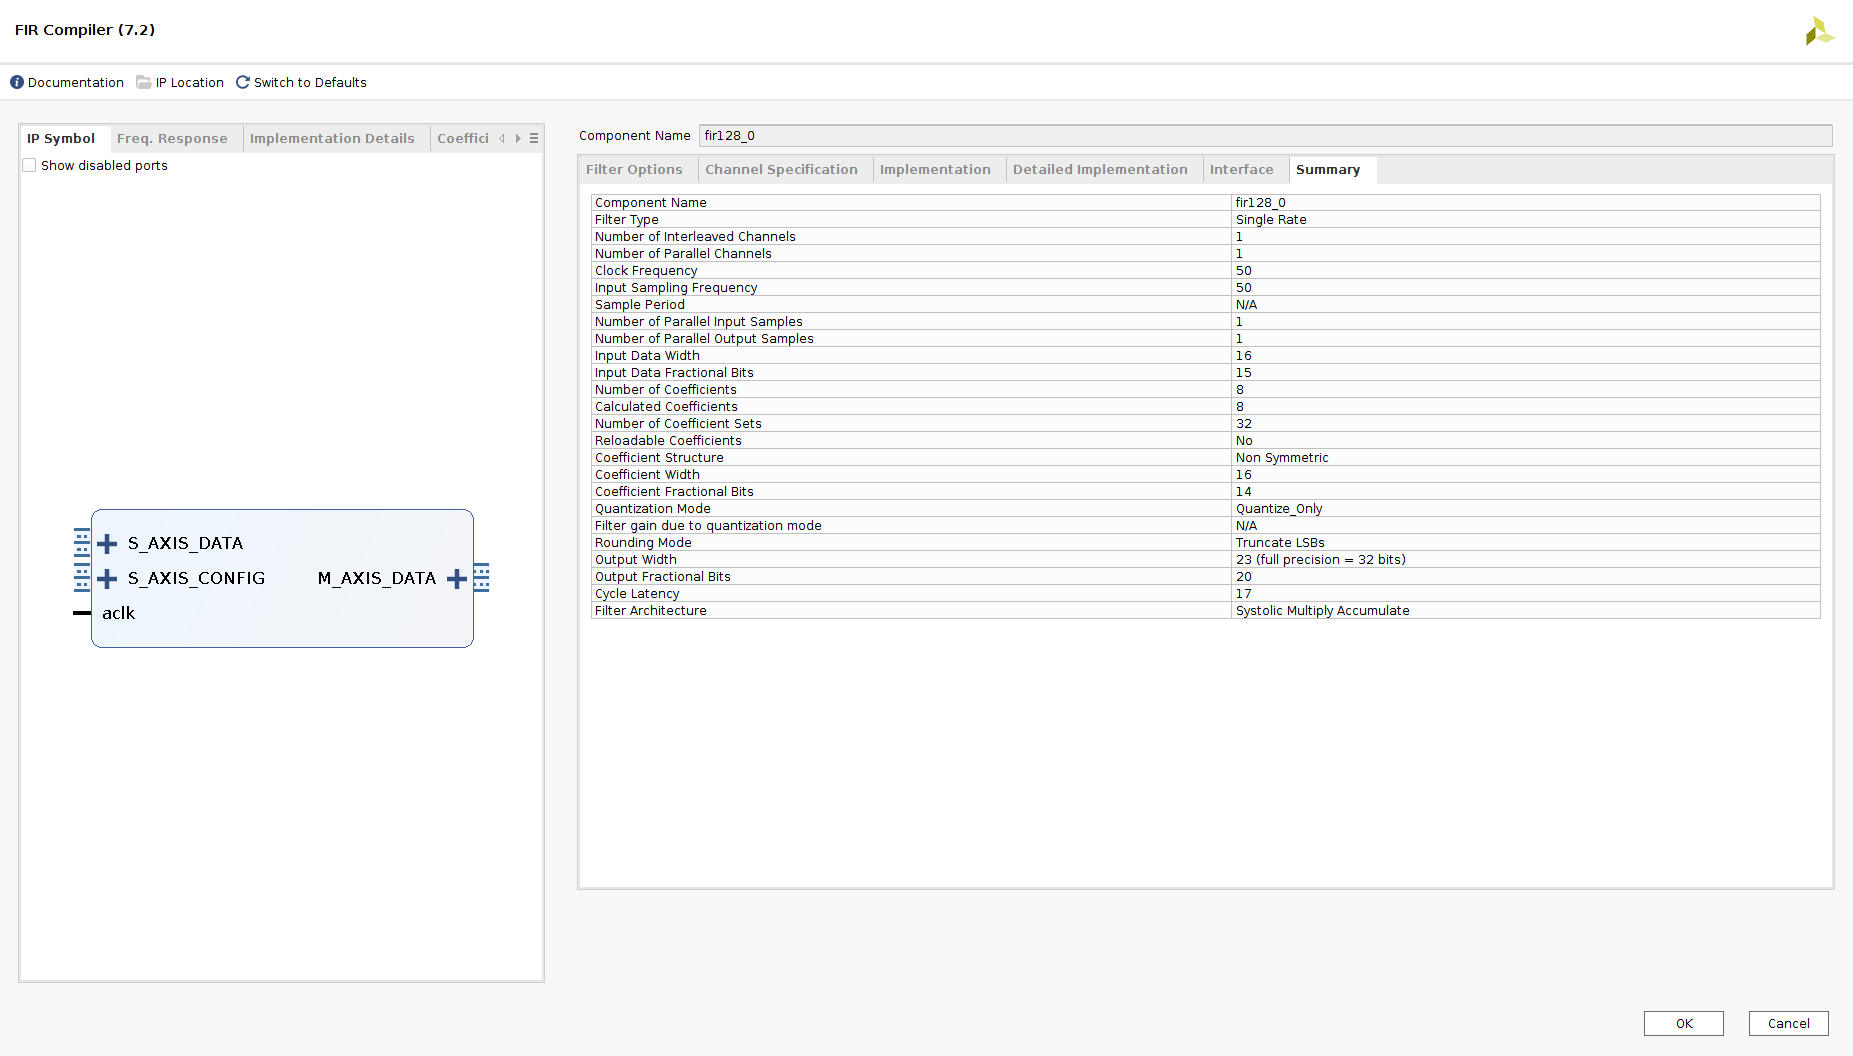 FIR Compiler (7.2)
Documentation IP Location Switch to Defaults
IP Symbol Freq. Response Implementation Details Coeffici
Show disabled ports
S_AXIS_DATA
S_AXIS_CONFIG M_AXIS_DATA
aclk
Component Name fir128_0
Filter Options Channel Specification Implementation Detailed Implementation Interface Summary
Component Name fir128_0
Filter Type Single Rate
Number of Interleaved Channels 1
Number of Parallel Channels 1
Clock Frequency 50
Input Sampling Frequency 50
Sample Period N/A
Number of Parallel Input Samples 1
Number of Parallel Output Samples 1
Input Data Width 16
Input Data Fractional Bits 15
Number of Coefficients 8
Calculated Coefficients 8
Number of Coefficient Sets 32
Reloadable Coefficients No
Coefficient Structure Non Symmetric
Coefficient Width 16
Coefficient Fractional Bits 14
Quantization Mode Quantize_Only
Filter gain due to quantization mode N/A
Rounding Mode Truncate LSBs
Output Width 23 (full precision = 32 bits)
Output Fractional Bits 20
Cycle Latency 17
Filter Architecture Systolic Multiply Accumulate
OK Cancel